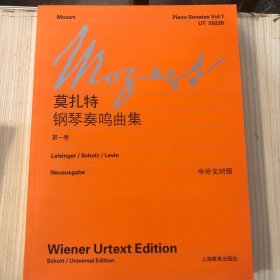 Mozart
Piano Sonatas Vol.1
UT 50226
Mozart
莫扎特
钢琴奏鸣曲集
第一卷
Leisinger / Scholz / Levin
Neuausgabe
中外文对照
Wiener Urtext Edition
Schott / Universal Edition
上海教育出版社